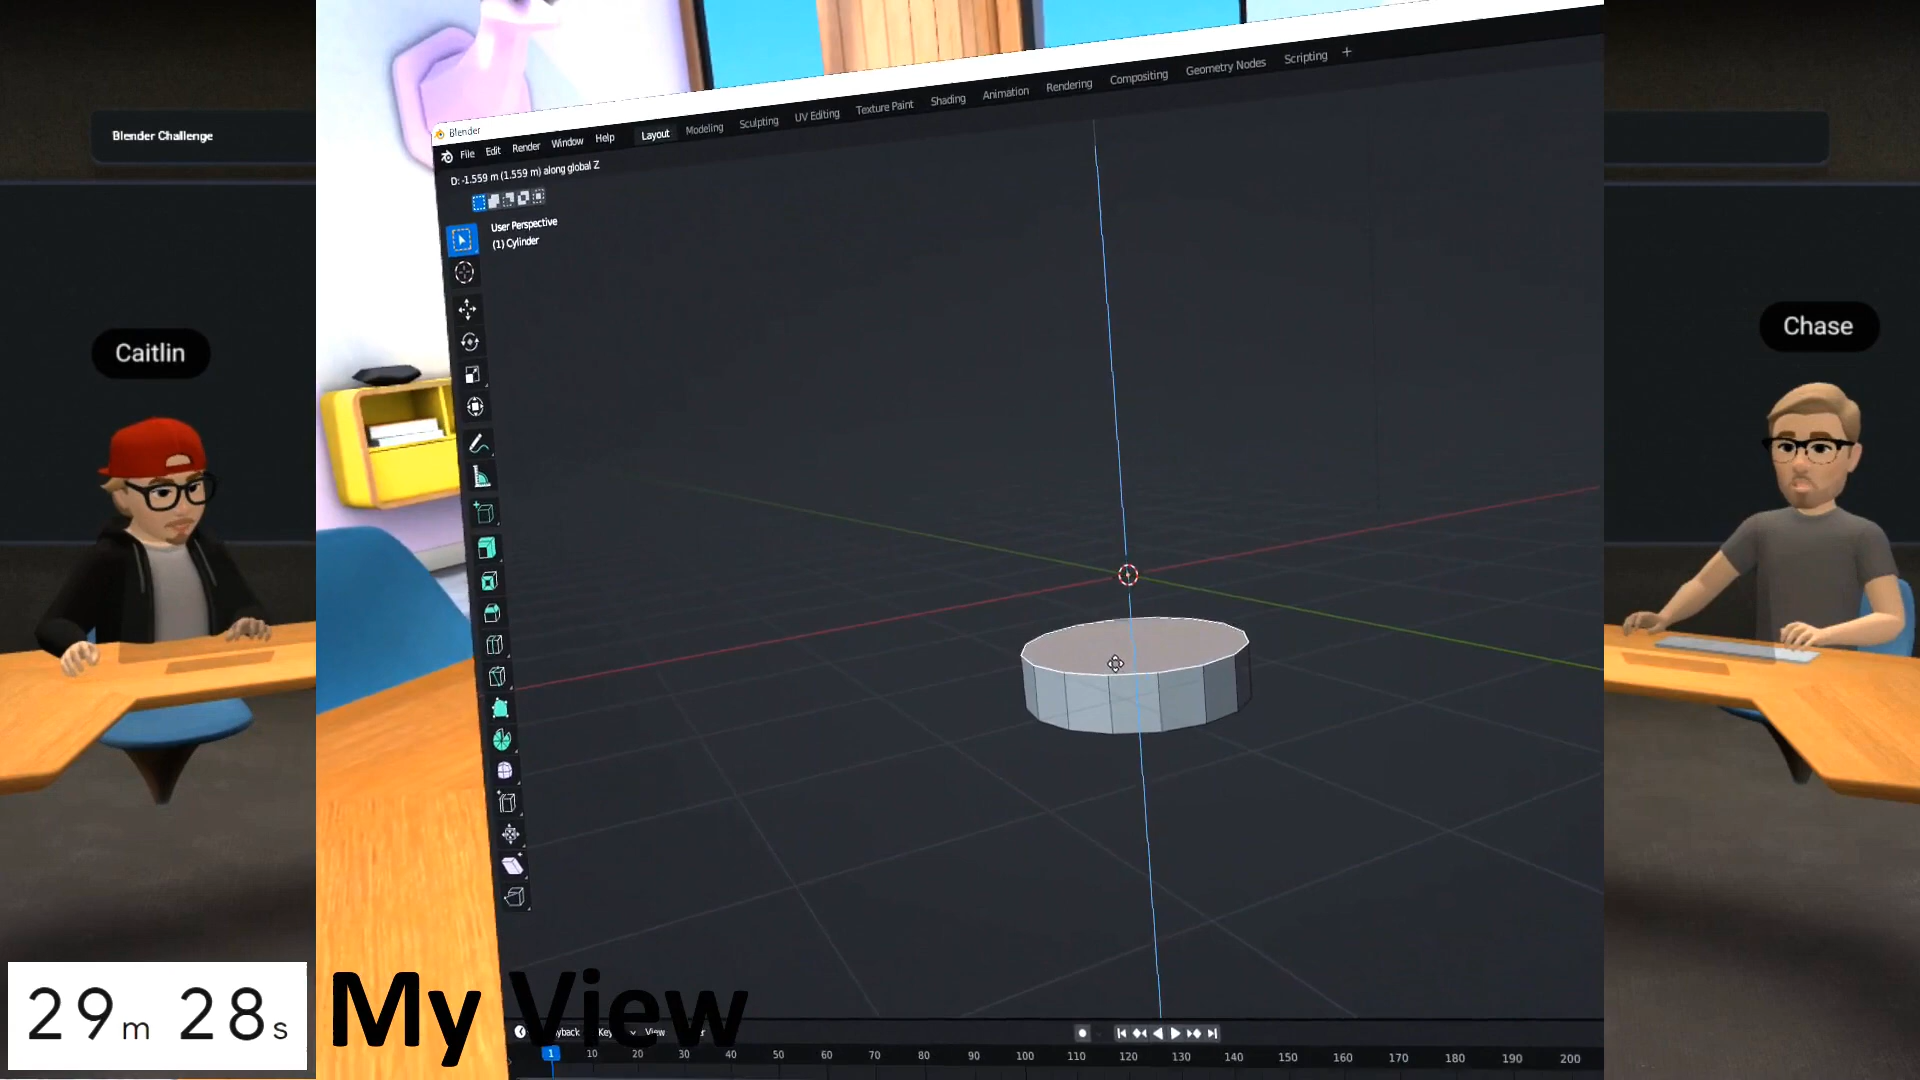 Blender Challenge
Caitlin
Chase
Blender
File Edit Render Window Help Layout Modeling Sculpting UV Editing Texture Paint Shading Animation Rendering Compositing Geometry Nodes Scripting +
D: -1.559 m (1.559 m) along global Z
User Perspective
(1) Cylinder
29m 28s
My View
View
1 10 20 30 40 50 60 70 80 90 100 110 120 130 140 150 160 170 180 190 200